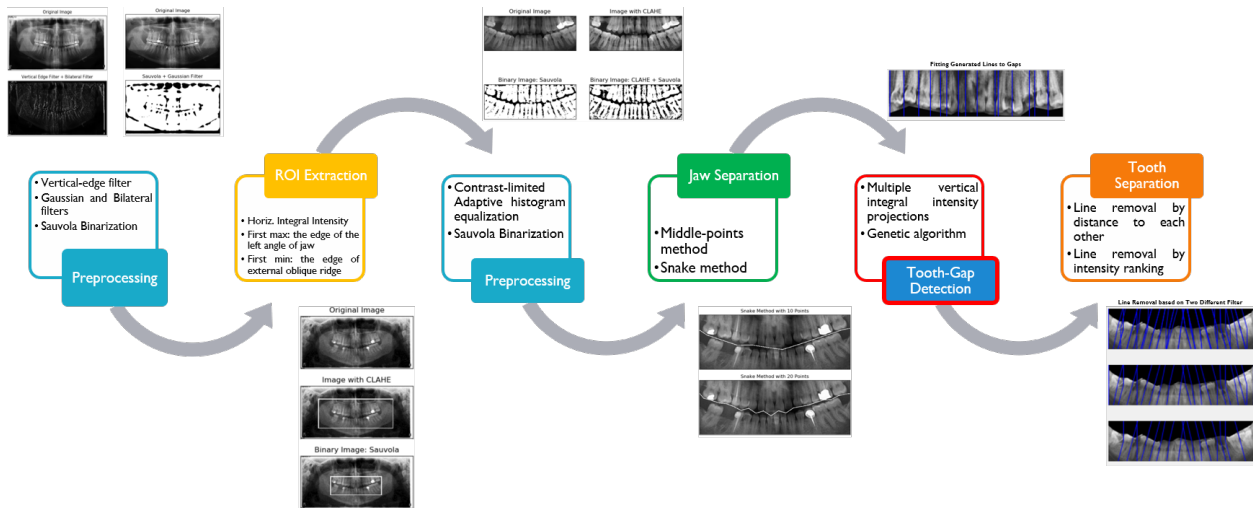 Original Image
Original Image
Vertical Edge Filter + Bilateral Filter
Sauvola + Gaussian Filter
• Vertical-edge filter
• Gaussian and Bilateral
filters
• Sauvola Binarization
Preprocessing
ROI Extraction
• Horiz. Integral Intensity
• First max: the edge of the
left angle of jaw
• First min: the edge of
external oblique ridge
Original Image
Image with CLAHE
Binary Image: Sauvola
Original Image
Image with CLAHE
Binary Image: Sauvola
Binary Image: CLAHE + Sauvola
• Contrast-limited
Adaptive histogram
equalization
• Sauvola Binarization
Preprocessing
Jaw Separation
• Middle-points
method
• Snake method
Snake Method with 10 Points
Snake Method with 20 Points
Fitting Generated Lines to Gaps
• Multiple vertical
integral intensity
projections
• Genetic algorithm
Tooth-Gap
Detection
Tooth
Separation
• Line removal by
distance to each
other
• Line removal by
intensity ranking
Line Removal based on Two Different Filter